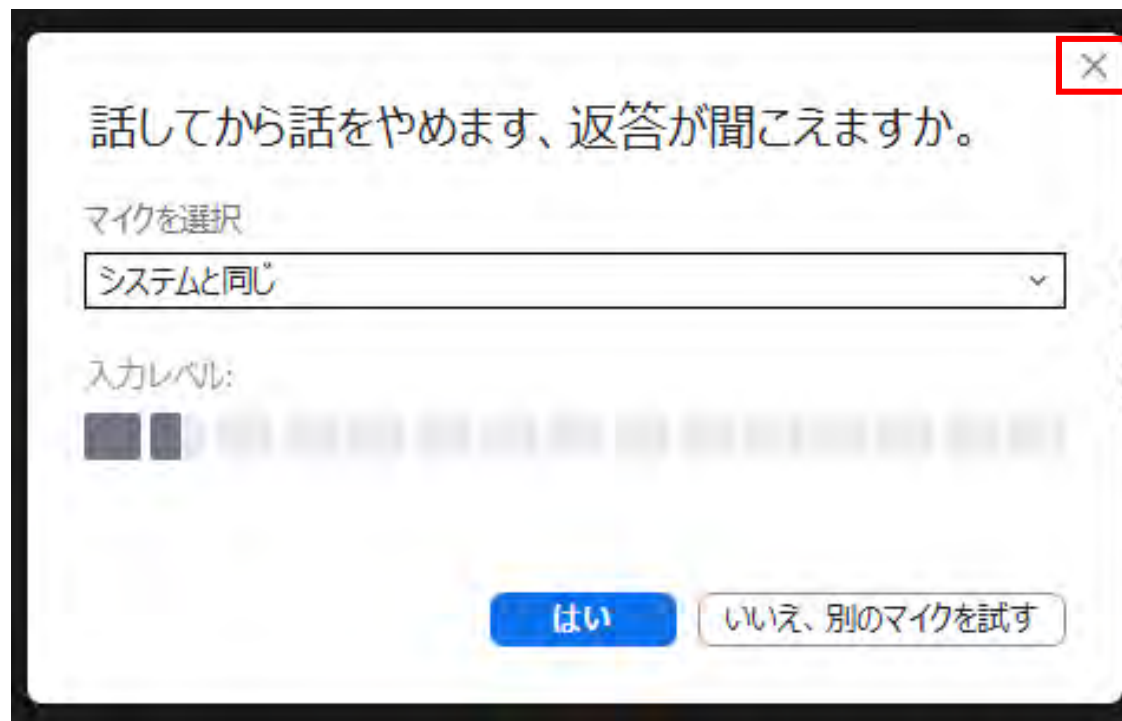 話してから話をやめます、返答が聞こえますか。
マイクを選択
システムと同じ
入力レベル:
はい
いいえ、別のマイクを試す